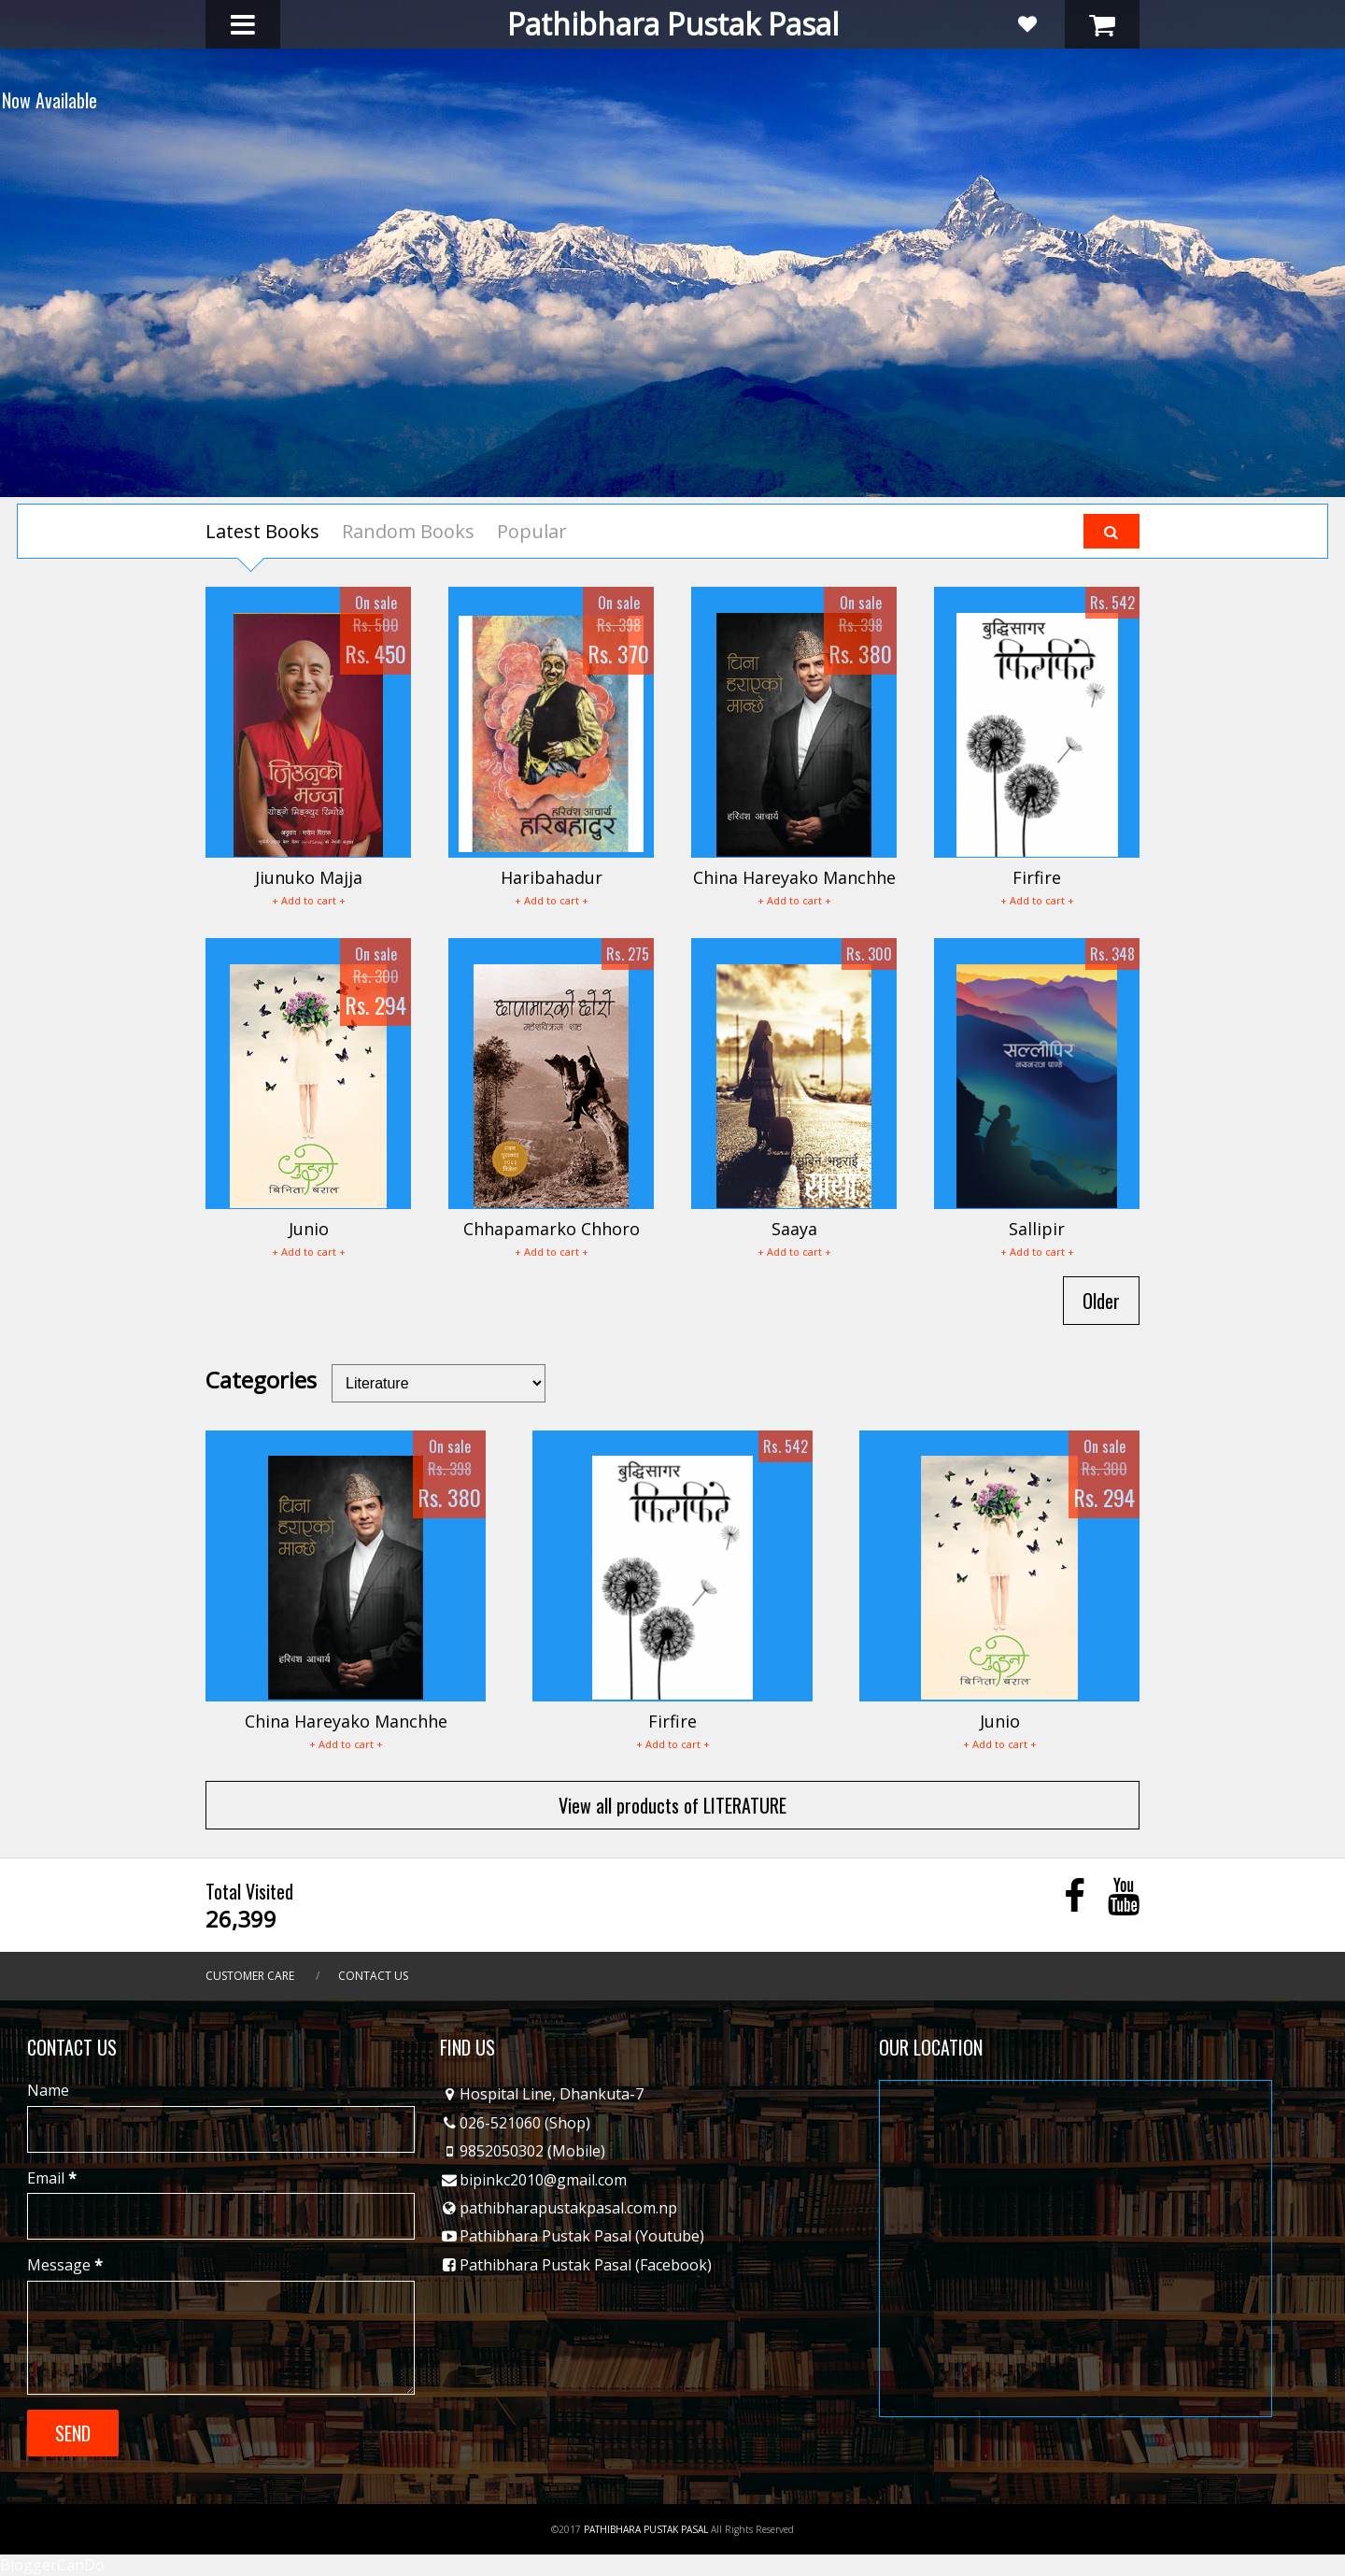 Pathibhara Pustak Pasal
Now Available
Latest Books Random Books Popular
On sale
Rs. 500
Rs. 450
जिउनुको
मज्जा
योङ्गे मिङ्ग्युर रिम्पोछे
Jiunuko Majja
+ Add to cart +
On sale
Rs. 398
Rs. 370
हरिवंश आचार्य
हरिबहादुर
Haribahadur
+ Add to cart +
On sale
Rs. 398
Rs. 380
चिना
हराएको
मान्छे
हरिवंश आचार्य
China Hareyako Manchhe
+ Add to cart +
Rs. 542
बुद्धिसागर
फिरफिरे
Firfire
+ Add to cart +
On sale
Rs. 300
Rs. 294
बिनिता बराल
Junio
+ Add to cart +
Rs. 275
छापामारको छोरो
महेशविक्रम शाह
Chhapamarko Chhoro
+ Add to cart +
Rs. 300
सुबिन भट्टराई
साया
Saaya
+ Add to cart +
Rs. 348
सल्लीपिर
नयनराज पाण्डे
Sallipir
+ Add to cart +
Older
Categories Literature
On sale
Rs. 398
Rs. 380
चिना
हराएको
मान्छे
हरिवंश आचार्य
China Hareyako Manchhe
+ Add to cart +
Rs. 542
बुद्धिसागर
फिरफिरे
Firfire
+ Add to cart +
On sale
Rs. 300
Rs. 294
बिनिता बराल
Junio
+ Add to cart +
View all products of LITERATURE
Total Visited
26,399
You
Tube
CUSTOMER CARE / CONTACT US
CONTACT US
Name
Email *
Message *
SEND
FIND US
Hospital Line, Dhankuta-7
026-521060 (Shop)
9852050302 (Mobile)
bipinkc2010@gmail.com
pathibharapustakpasal.com.np
Pathibhara Pustak Pasal (Youtube)
Pathibhara Pustak Pasal (Facebook)
OUR LOCATION
©2017 PATHIBHARA PUSTAK PASAL All Rights Reserved
BloggerCanDo